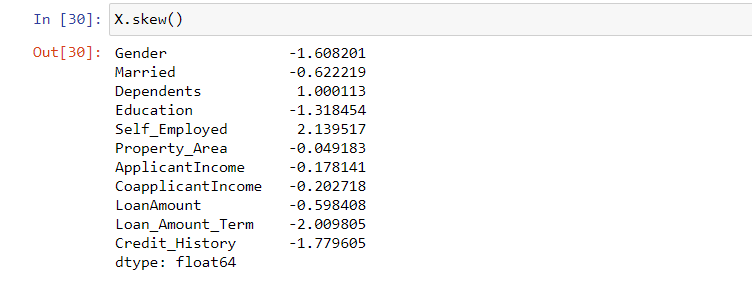 In [30]: X.skew()
Out[30]: Gender -1.608201
Married -0.622219
Dependents 1.000113
Education -1.318454
Self_Employed 2.139517
Property_Area -0.049183
ApplicantIncome -0.178141
CoapplicantIncome -0.202718
LoanAmount -0.598408
Loan_Amount_Term -2.009805
Credit_History -1.779605
dtype: float64